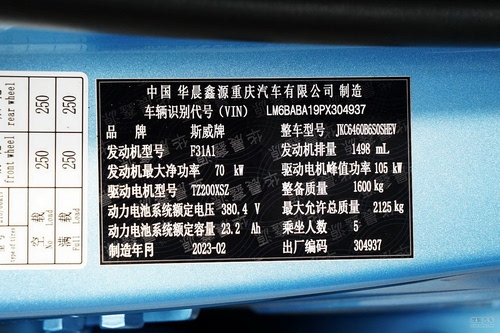 中国 华晨鑫源重庆汽车有限公司 制造
车辆识别代号（VIN） LM6BABA19PX304937
品 牌 斯威牌 整车型号 JKC6460B6S0SHEV
发动机型号 F31A1 发动机排量 1498 mL
发动机最大净功率 70 kW 驱动电机峰值功率 105 kW
驱动电机型号 TZ200XSZ 整备质量 1600kg
动力电池系统额定电压 380.4 V 最大允许总质量 2125kg
动力电池系统额定容量 23.2 Ah 乘坐人数 5
制造年月 2023-02 出厂编码 304937
rear wheel 250 250
front wheel 250 250
空 载 No Load
满 载 Full Load